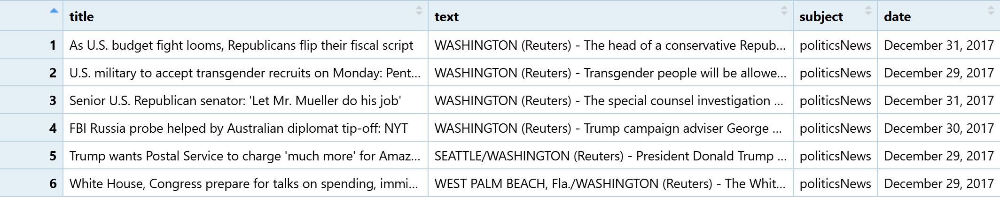 title text subject date
1 As U.S. budget fight looms, Republicans flip their fiscal script WASHINGTON (Reuters) - The head of a conservative Repub... politicsNews December 31, 2017
2 U.S. military to accept transgender recruits on Monday: Pent... WASHINGTON (Reuters) - Transgender people will be allowe... politicsNews December 29, 2017
3 Senior U.S. Republican senator: 'Let Mr. Mueller do his job' WASHINGTON (Reuters) - The special counsel investigation ... politicsNews December 31, 2017
4 FBI Russia probe helped by Australian diplomat tip-off: NYT WASHINGTON (Reuters) - Trump campaign adviser George ... politicsNews December 30, 2017
5 Trump wants Postal Service to charge 'much more' for Amaz... SEATTLE/WASHINGTON (Reuters) - President Donald Trump ... politicsNews December 29, 2017
6 White House, Congress prepare for talks on spending, immi... WEST PALM BEACH, Fla./WASHINGTON (Reuters) - The Whit... politicsNews December 29, 2017